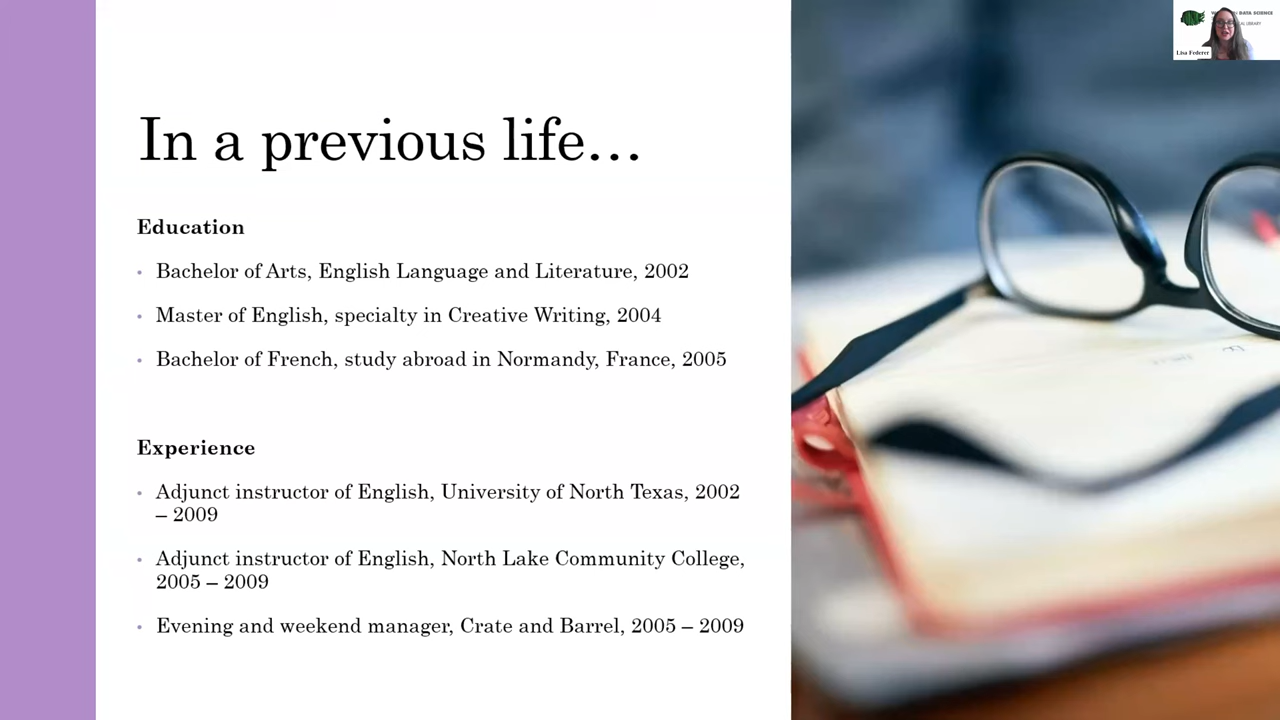 In a previous life…
Education
• Bachelor of Arts, English Language and Literature, 2002
• Master of English, specialty in Creative Writing, 2004
• Bachelor of French, study abroad in Normandy, France, 2005
Experience
• Adjunct instructor of English, University of North Texas, 2002
– 2009
• Adjunct instructor of English, North Lake Community College,
2005 – 2009
• Evening and weekend manager, Crate and Barrel, 2005 – 2009
DATA SCIENCE
LIBRARY
Lisa Federer